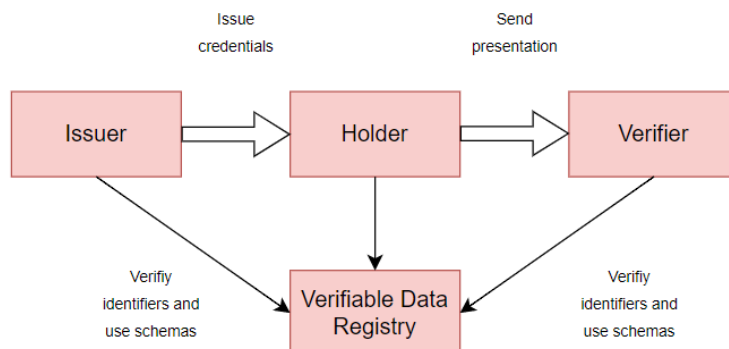 Issue
credentials
Send
presentation
Issuer
Holder
Verifier
Verifiy
identifiers and
use schemas
Verifiable Data
Registry
Verifiy
identifiers and
use schemas